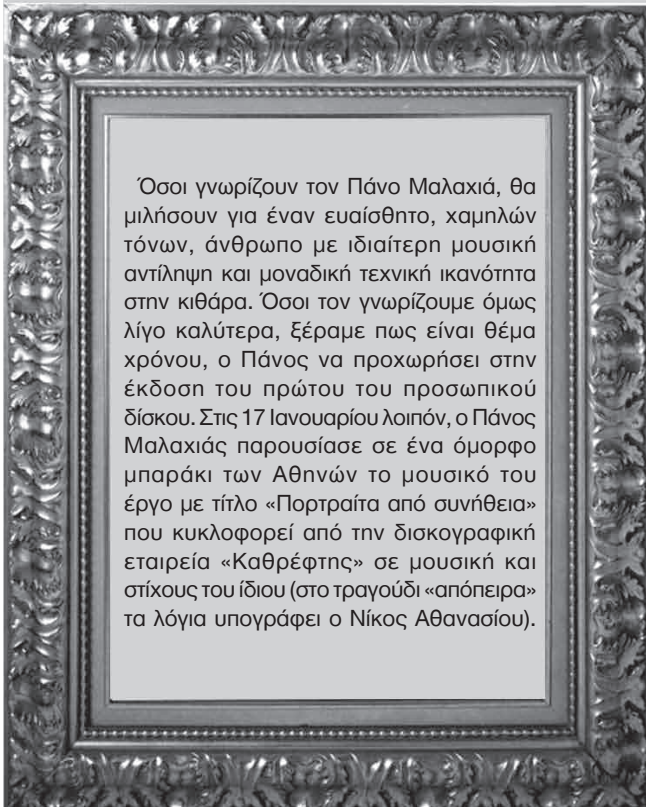 Όσοι γνωρίζουν τον Πάνο Μαλαχιά, θα
μιλήσουν για έναν ευαίσθητο, χαμηλών
τόνων, άνθρωπο με ιδιαίτερη μουσική
αντίληψη και μοναδική τεχνική ικανότητα
στην κιθάρα. Όσοι τον γνωρίζουμε όμως
λίγο καλύτερα, ξέραμε πως είναι θέμα
χρόνου, ο Πάνος να προχωρήσει στην
έκδοση του πρώτου του προσωπικού
δίσκου. Στις 17 Ιανουαρίου λοιπόν, ο Πάνος
Μαλαχιάς παρουσίασε σε ένα όμορφο
μπαράκι των Αθηνών το μουσικό του
έργο με τίτλο «Πορτραίτα από συνήθεια»
που κυκλοφορεί από την δισκογραφική
εταιρεία «Καθρέφτης» σε μουσική και
στίχους του ίδιου (στο τραγούδι «απόπειρα»
τα λόγια υπογράφει ο Νίκος Αθανασίου).